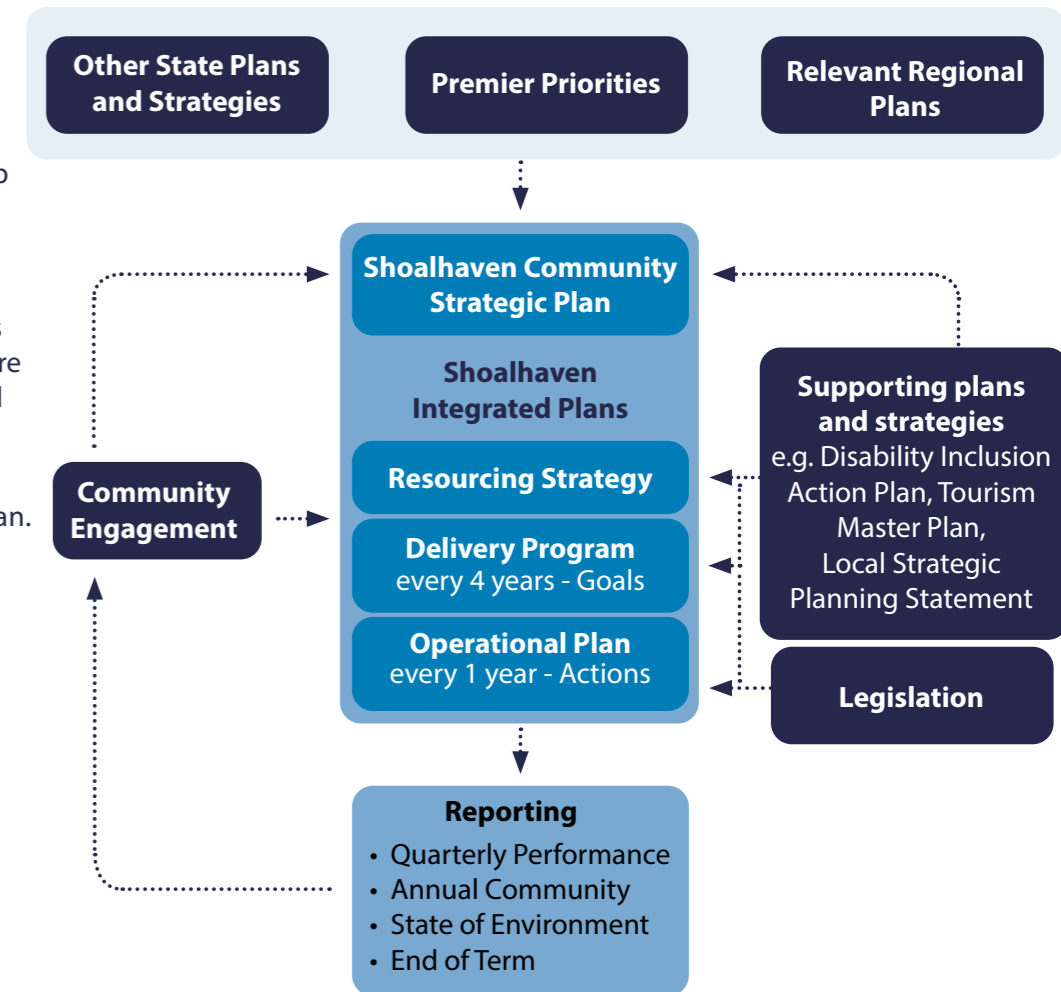 Other State Plans
and Strategies
Premier Priorities
Relevant Regional
Plans
Shoalhaven Community
Strategic Plan
Shoalhaven
Integrated Plans
Resourcing Strategy
Delivery Program
every 4 years - Goals
Operational Plan
every 1 year - Actions
Community
Engagement
an.
Supporting plans
and strategies
e.g. Disability Inclusion
Action Plan, Tourism
Master Plan,
Local Strategic
Planning Statement
Legislation
Reporting
• Quarterly Performance
• Annual Community
• State of Environment
• End of Term